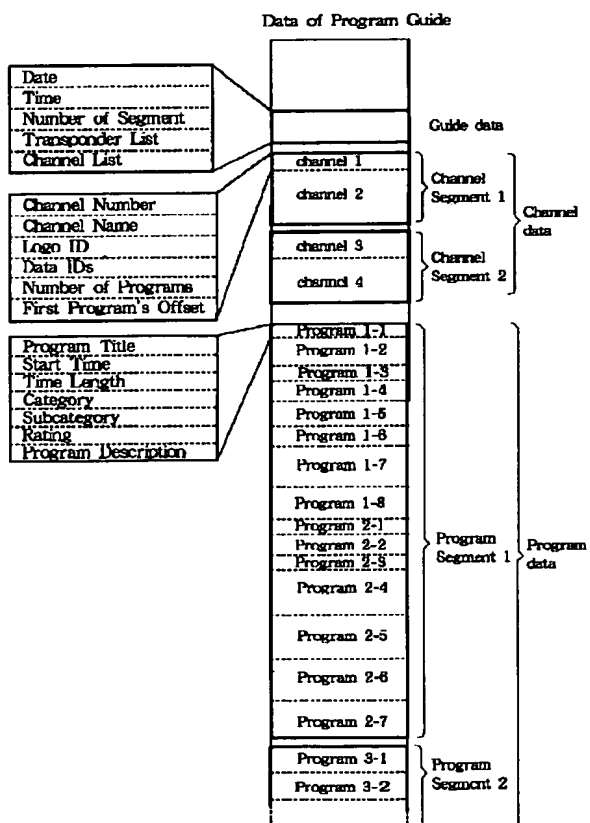 Data of Program Guide
Date
Time
Number of Segment
Transponder List
Channel List
Guide data
Channel Number
Channel Name
Logo ID
Data IDs
Number of Programs
First Program's Offset
channel 1
channel 2
Channel
Segment 1
channel 3
channel 4
Channel
Segment 2
Channel
data
Program Title
Start Time
Time Length
Category
Subcategory
Rating
Program Description
Program 1-1
Program 1-2
Program 1-3
Program 1-4
Program 1-5
Program 1-6
Program 1-7
Program 1-8
Program 2-1
Program 2-2
Program 2-3
Program 2-4
Program 2-5
Program 2-6
Program 2-7
Program
Segment 1
Program
data
Program 3-1
Program 3-2
Program
Segment 2